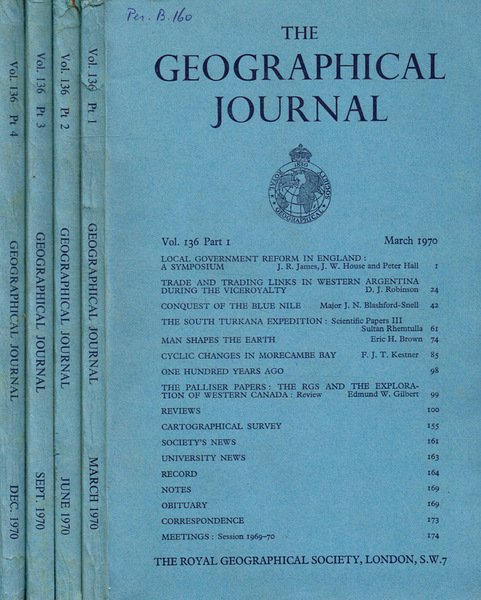 Per. B. 160
THE
GEOGRAPHICAL
JOURNAL
ROYAL
SOCIETY
GEOGRAPHICAL
1830
Vol. 136 Part 1 March 1970
LOCAL GOVERNMENT REFORM IN ENGLAND :
A SYMPOSIUM J. R. James, J. W. House and Peter Hall 1
TRADE AND TRADING LINKS IN WESTERN ARGENTINA
DURING THE VICEROYALTY D. J. Robinson 24
CONQUEST OF THE BLUE NILE Major J. N. Blashford-Snell 42
THE SOUTH TURKANA EXPEDITION : Scientific Papers III
Sultan Rhemtulla 61
MAN SHAPES THE EARTH Eric H. Brown 74
CYCLIC CHANGES IN MORECAMBE BAY F. J. T. Kestner 85
ONE HUNDRED YEARS AGO 98
THE PALLISER PAPERS : THE RGS AND THE EXPLORA-
TION OF WESTERN CANADA : Review Edmund W. Gilbert 99
REVIEWS 100
CARTOGRAPHICAL SURVEY 155
SOCIETY'S NEWS 161
UNIVERSITY NEWS 163
RECORD 164
NOTES 169
OBITUARY 169
CORRESPONDENCE 173
MEETINGS : Session 1969-70 174
THE ROYAL GEOGRAPHICAL SOCIETY, LONDON, S.W.7
Vol. 136 Pt 4 GEOGRAPHICAL JOURNAL DEC. 1970
Vol. 136 Pt 3 GEOGRAPHICAL JOURNAL SEPT. 1970
Vol. 136 Pt 2 GEOGRAPHICAL JOURNAL JUNE 1970
Vol. 136 Pt 1 GEOGRAPHICAL JOURNAL MARCH 1970